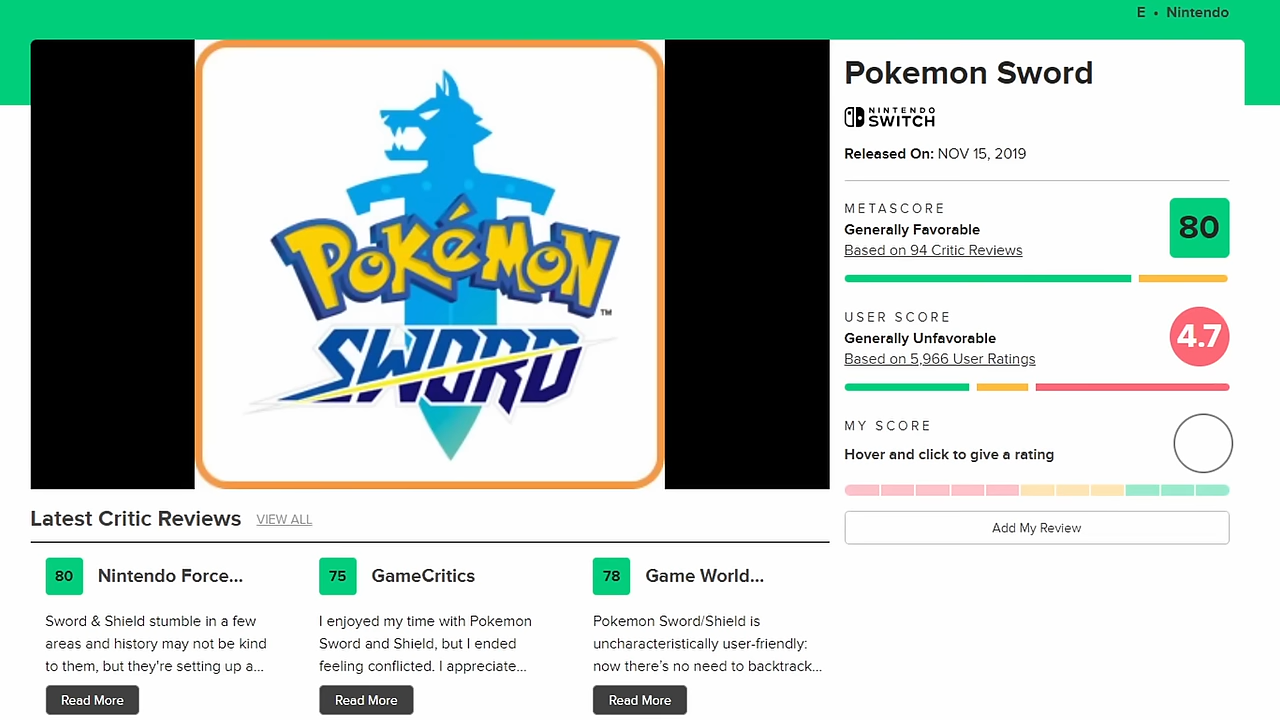 E • Nintendo
POKéMON
TM
SWORD
Pokemon Sword
NINTENDO
SWITCH
Released On: NOV 15, 2019
METASCORE
Generally Favorable
Based on 94 Critic Reviews
80
USER SCORE
Generally Unfavorable
Based on 5,966 User Ratings
4.7
MY SCORE
Hover and click to give a rating
Add My Review
Latest Critic Reviews VIEW ALL
80 Nintendo Force...
Sword & Shield stumble in a few
areas and history may not be kind
to them, but they're setting up a...
Read More
75 GameCritics
I enjoyed my time with Pokemon
Sword and Shield, but I ended
feeling conflicted. I appreciate...
Read More
78 Game World...
Pokemon Sword/Shield is
uncharacteristically user-friendly:
now there’s no need to backtrack...
Read More